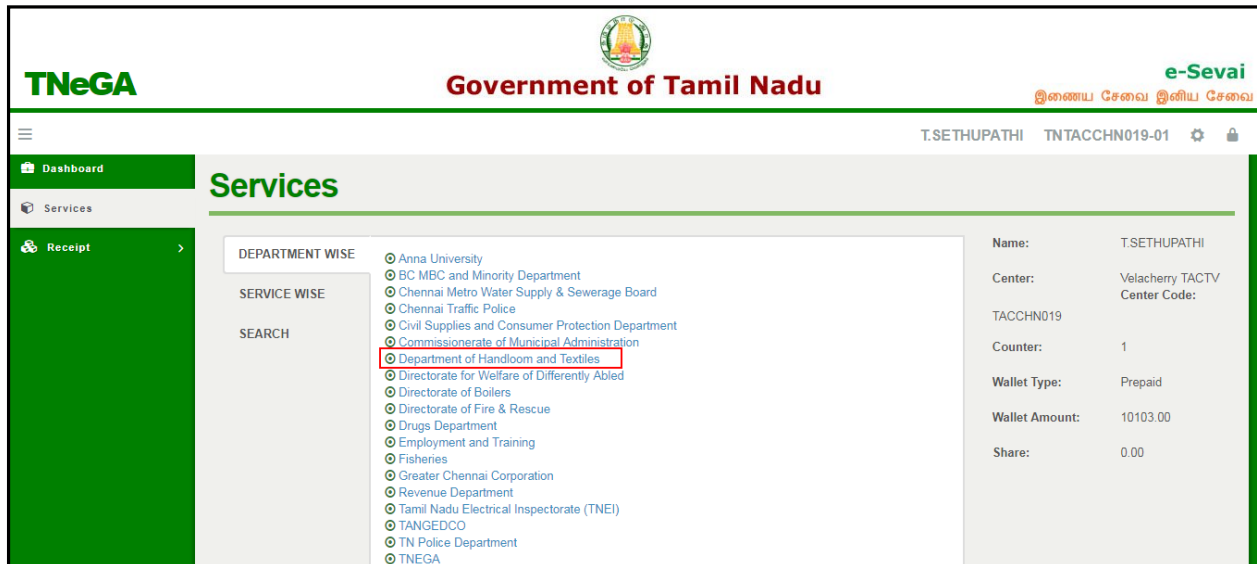 TNeGA
Government of Tamil Nadu
e-Sevai
இணைய சேவை இனிய சேவை
T.SETHUPATHI TNTACCHN019-01
Dashboard
Services
Receipt
Services
DEPARTMENT WISE
SERVICE WISE
SEARCH
Anna University
BC MBC and Minority Department
Chennai Metro Water Supply & Sewerage Board
Chennai Traffic Police
Civil Supplies and Consumer Protection Department
Commissionerate of Municipal Administration
Department of Handloom and Textiles
Directorate for Welfare of Differently Abled
Directorate of Boilers
Directorate of Fire & Rescue
Drugs Department
Employment and Training
Fisheries
Greater Chennai Corporation
Revenue Department
Tamil Nadu Electrical Inspectorate (TNEI)
TANGEDCO
TN Police Department
TNEGA
Name: T.SETHUPATHI
Center: Velacherry TACTV
Center Code:
TACCHN019
Counter: 1
Wallet Type: Prepaid
Wallet Amount: 10103.00
Share: 0.00